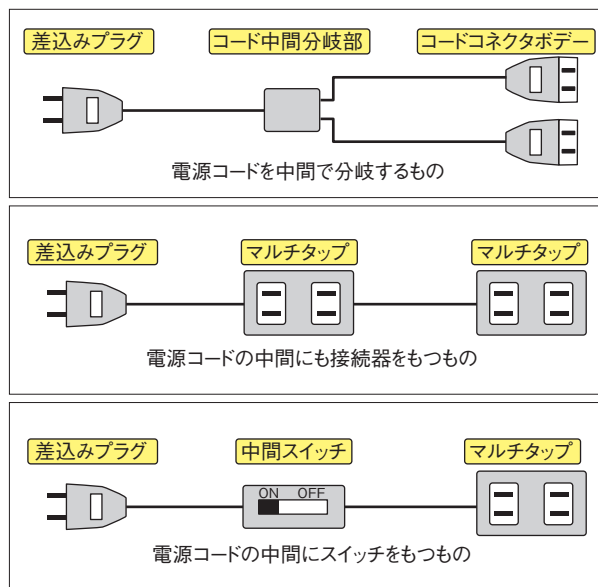 差込みプラグ コード中間分岐部 コードコネクタボデー
電源コードを中間で分岐するもの
差込みプラグ マルチタップ マルチタップ
電源コードの中間にも接続器をもつもの
差込みプラグ 中間スイッチ マルチタップ
ON OFF
電源コードの中間にスイッチをもつもの